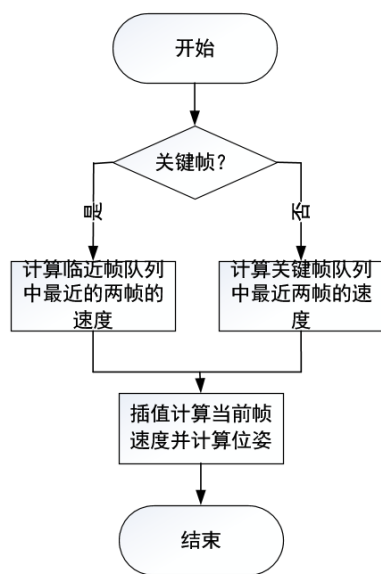 开始
关键帧?
是
否
计算临近帧队列
中最近的两帧的
速度
计算关键帧队列
中最近两帧的速
度
插值计算当前帧
速度并计算位姿
结束